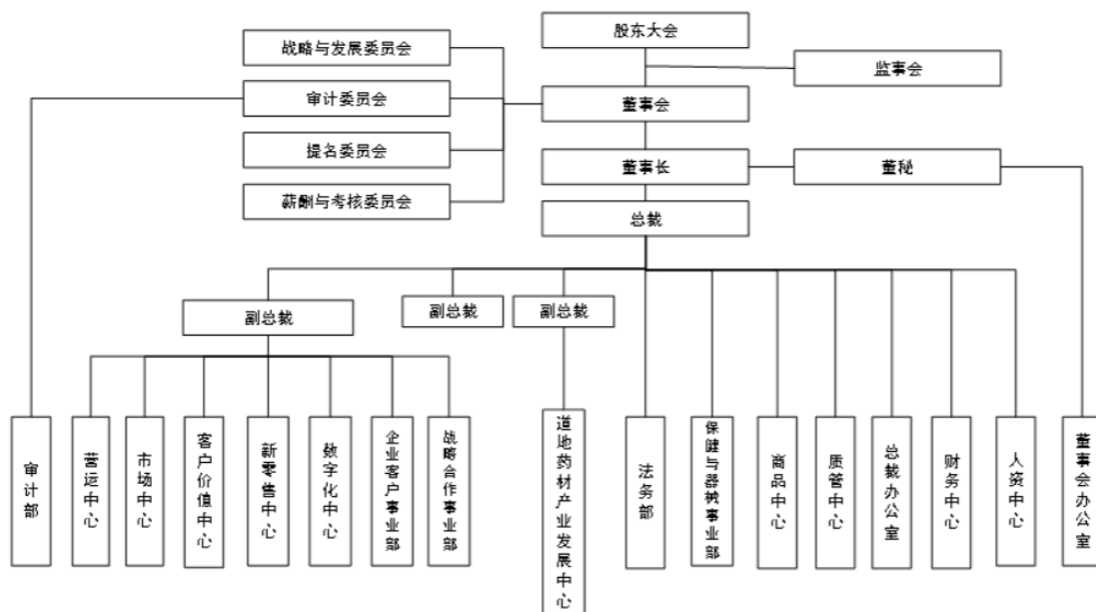 股东大会
战略与发展委员会
监事会
审计委员会
董事会
提名委员会
董事长
董秘
薪酬与考核委员会
总裁
副总裁
副总裁
副总裁
审计部
营运中心
市场中心
客户价值中心
新零售中心
数字化中心
企业客户事业部
战略合作事业部
道地药材产业发展中心
法务部
保健与器械事业部
商品中心
质管中心
总裁办公室
财务中心
人资中心
董事会办公室